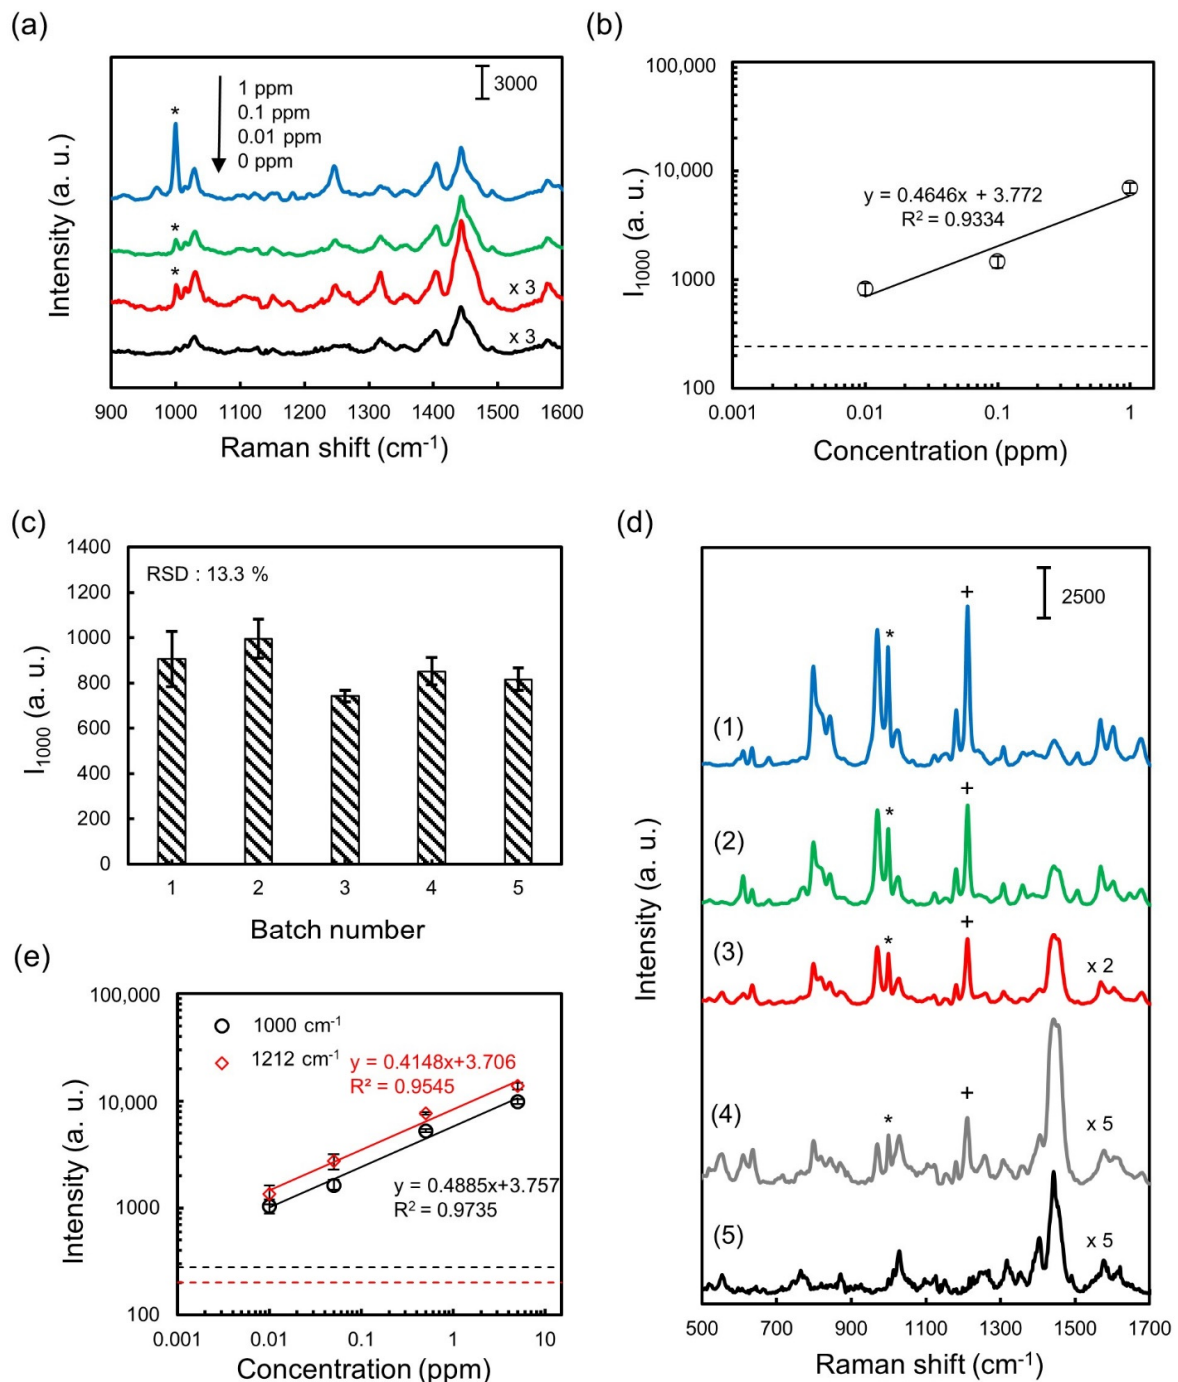 (a)
3000
*
1 ppm
0.1 ppm
0.01 ppm
0 ppm
*
*
x 3
x 3
Intensity (a. u.)
900 1000 1100 1200 1300 1400 1500 1600
Raman shift (cm⁻¹)
(b)
100,000
10,000
1000
100
y = 0.4646x + 3.772
R² = 0.9334
I₁₀₀₀ (a. u.)
0.001 0.01 0.1 1
Concentration (ppm)
(c)
1400
1200
1000
800
600
400
200
0
RSD : 13.3 %
I₁₀₀₀ (a. u.)
1 2 3 4 5
Batch number
(d)
2500
+
*
(1)
+
*
(2)
+
*
(3)
x 2
+
*
(4)
x 5
(5)
x 5
Intensity (a. u.)
500 700 900 1100 1300 1500 1700
Raman shift (cm⁻¹)
(e)
100,000
10,000
1000
100
1000 cm⁻¹
1212 cm⁻¹
y = 0.4148x+3.706
R² = 0.9545
y = 0.4885x+3.757
R² = 0.9735
Intensity (a. u.)
0.001 0.01 0.1 1 10
Concentration (ppm)